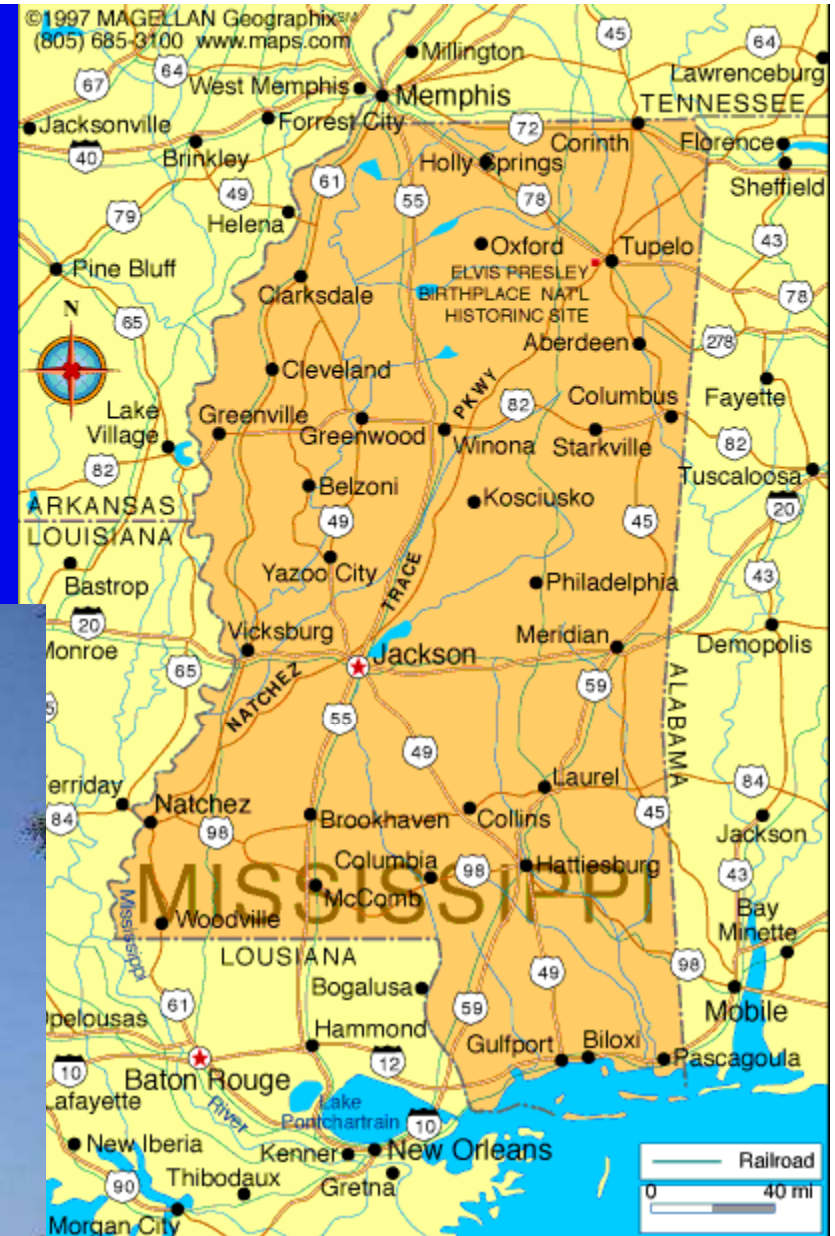 ©1997 MAGELLAN Geographix
(805) 685-3100 www.maps.com
Millington
45
64
Lawrenceburg
67
64
West Memphis
Memphis
TENNESSEE
Jacksonville
Forrest City
72
Corinth
Florence
40
Brinkley
Holly Springs
Sheffield
61
55
78
49
79
Helena
43
Oxford
Tupelo
Pine Bluff
ELVIS PRESLEY
BIRTHPLACE NAT'L
HISTORINC SITE
78
Clarksdale
N
65
Aberdeen
278
Cleveland
PKWY
Columbus
Fayette
Lake
Village
Greenville
82
Greenwood
Winona
Starkville
82
82
Tuscaloosa
Belzoni
Kosciusko
ARKANSAS
49
45
20
LOUISIANA
Yazoo City
TRACE
Bastrop
Philadelphia
43
20
Vicksburg
Meridian
Demopolis
Monroe
Jackson
65
NATCHEZ
59
ALABAMA
55
49
Laurel
84
erriday
Natchez
45
84
98
Brookhaven
Collins
Jackson
Columbia
98
Hattiesburg
43
MISSISSIPPI
McComb
Mississippi
Woodville
Bay
Minette
LOUSIANA
98
Bogalusa
49
61
59
Mobile
pelousas
Hammond
Gulfport
Biloxi
Pascagoula
10
12
Baton Rouge
Lafayette
River
Lake
Pontchartrain
10
New Iberia
Kenner
New Orleans
Railroad
90
Thibodaux
Gretna
0
40 mi
Morgan City